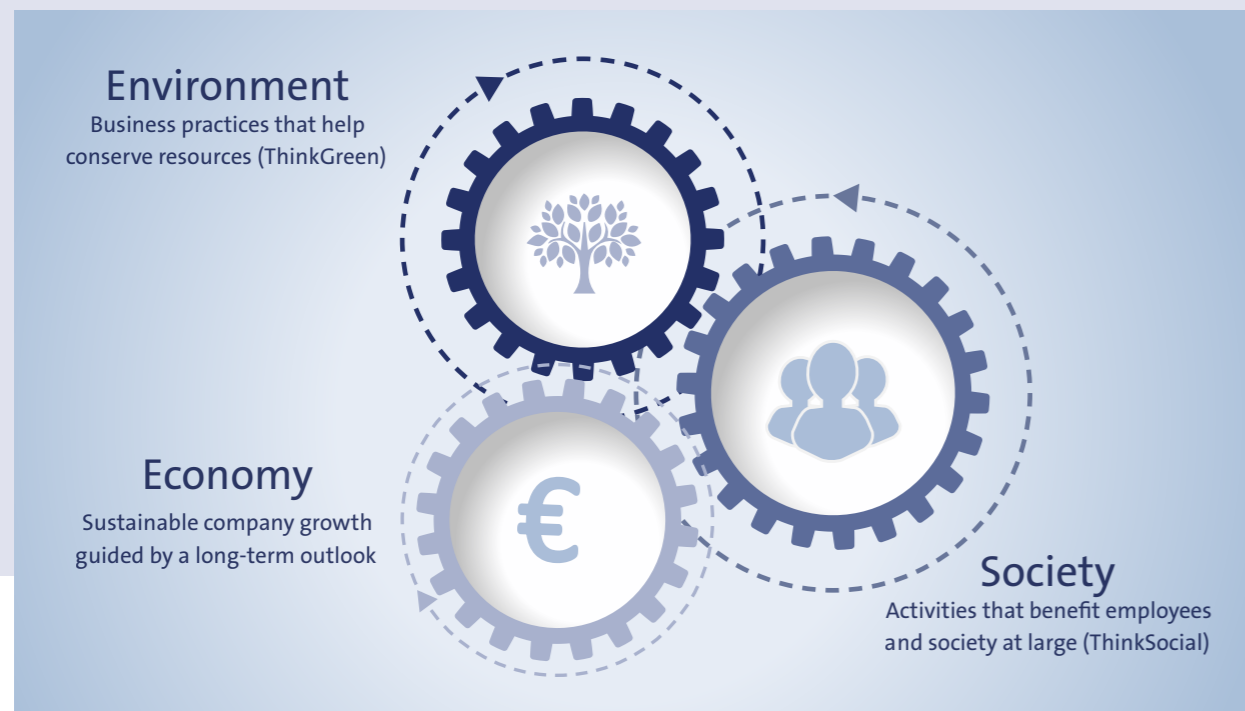 Environment
Business practices that help
conserve resources (ThinkGreen)
€
Economy
Sustainable company growth
guided by a long-term outlook
Society
Activities that benefit employees
and society at large (ThinkSocial)